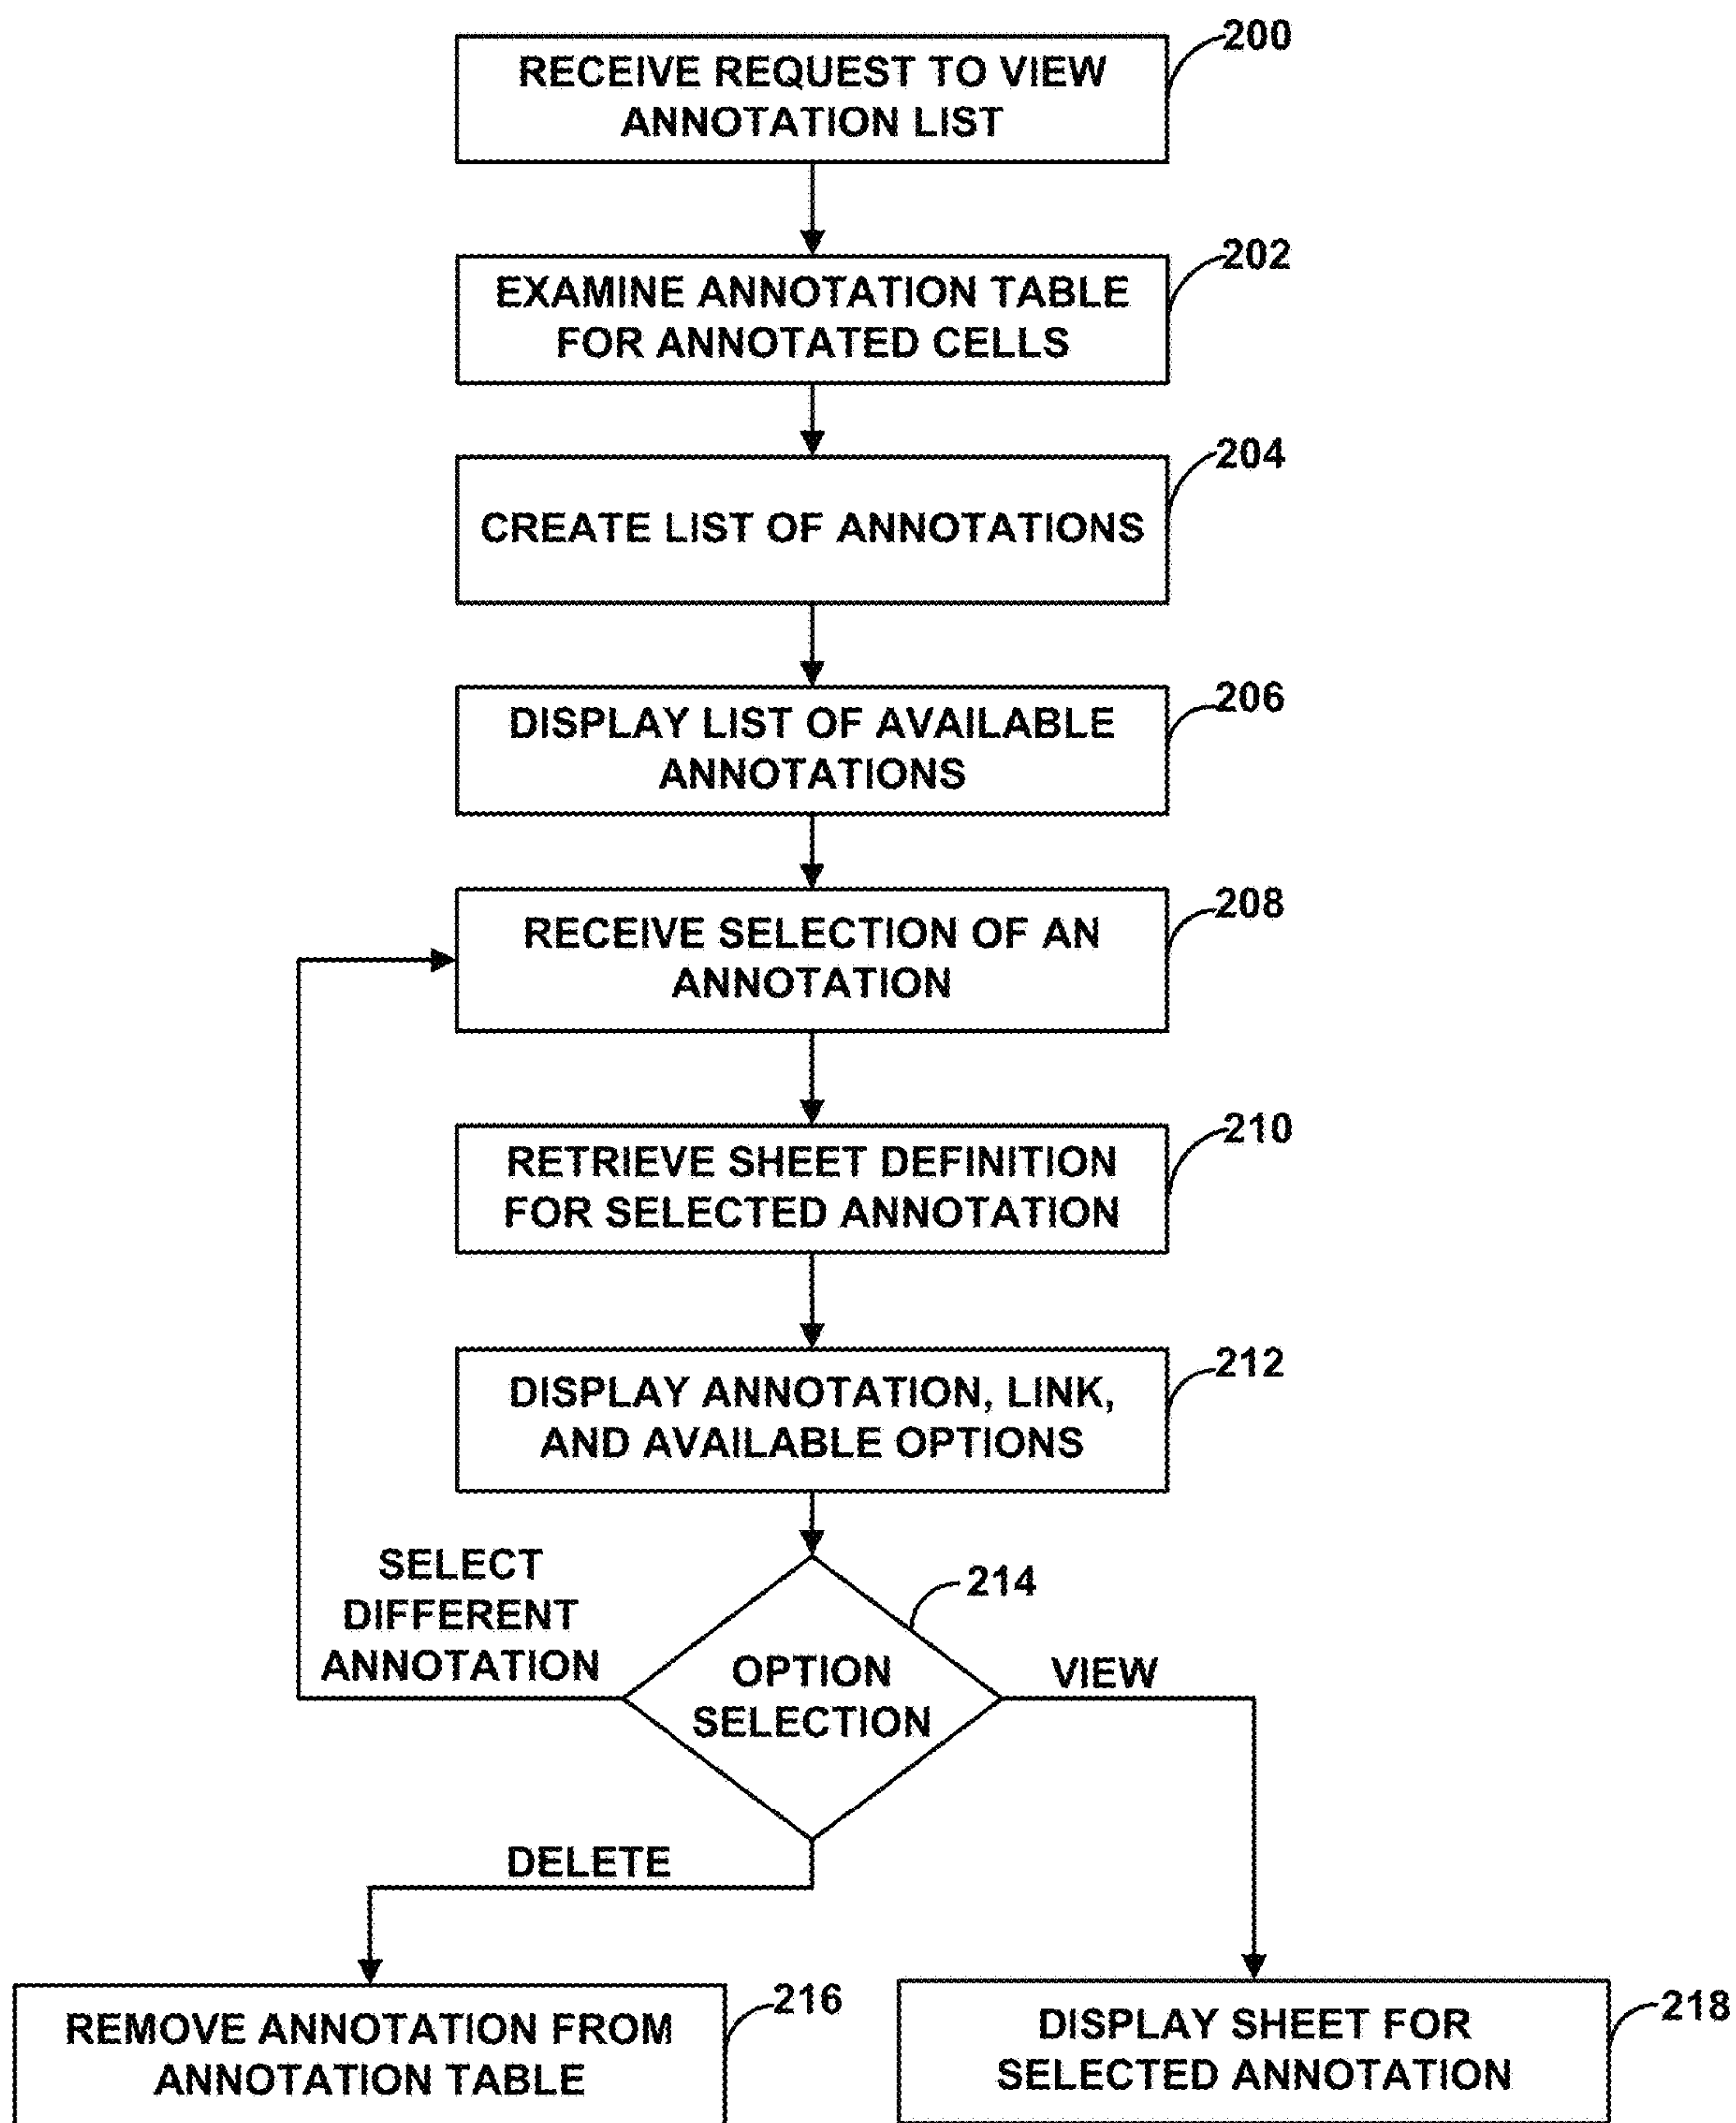 200
RECEIVE REQUEST TO VIEW
ANNOTATION LIST
202
EXAMINE ANNOTATION TABLE
FOR ANNOTATED CELLS
204
CREATE LIST OF ANNOTATIONS
206
DISPLAY LIST OF AVAILABLE
ANNOTATIONS
208
RECEIVE SELECTION OF AN
ANNOTATION
210
RETRIEVE SHEET DEFINITION
FOR SELECTED ANNOTATION
212
DISPLAY ANNOTATION, LINK,
AND AVAILABLE OPTIONS
SELECT
DIFFERENT
ANNOTATION
214
OPTION
SELECTION
VIEW
DELETE
216
REMOVE ANNOTATION FROM
ANNOTATION TABLE
218
DISPLAY SHEET FOR
SELECTED ANNOTATION